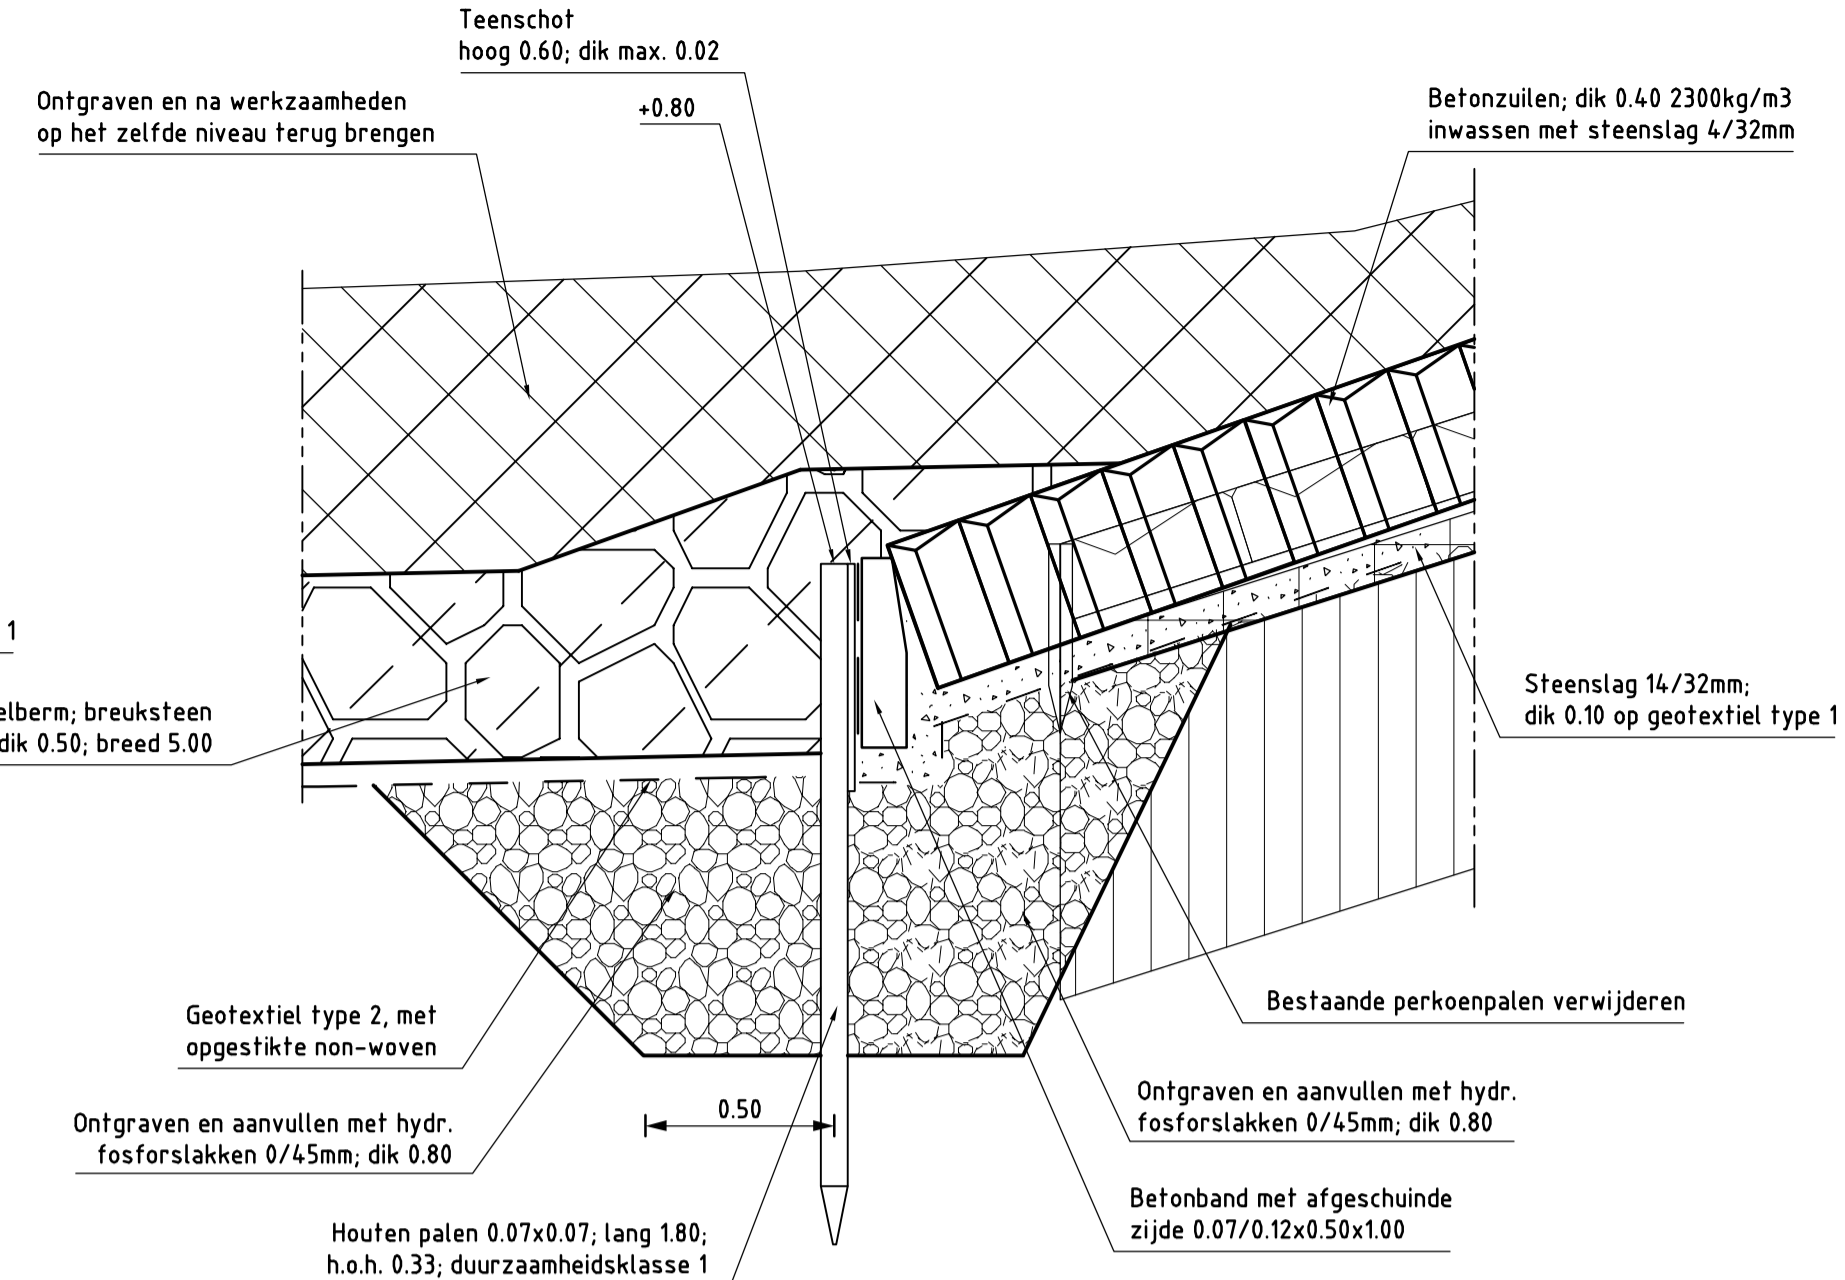 Teenschot
hoog 0.60; dik max. 0.02
+0.80
Ontgraven en na werkzaamheden
op het zelfde niveau terug brengen
Betonzuilen; dik 0.40 2300kg/m3
inwassen met steenslag 4/32mm
1
elberm; breuksteen
dik 0.50; breed 5.00
Steenslag 14/32mm;
dik 0.10 op geotextiel type 1
Geotextiel type 2, met
opgestikte non-woven
Bestaande perkoenpalen verwijderen
Ontgraven en aanvullen met hydr.
fosforslakken 0/45mm; dik 0.80
0.50
Ontgraven en aanvullen met hydr.
fosforslakken 0/45mm; dik 0.80
Houten palen 0.07x0.07; lang 1.80;
h.o.h. 0.33; duurzaamheidsklasse 1
Betonband met afgeschuinde
zijde 0.07/0.12x0.50x1.00